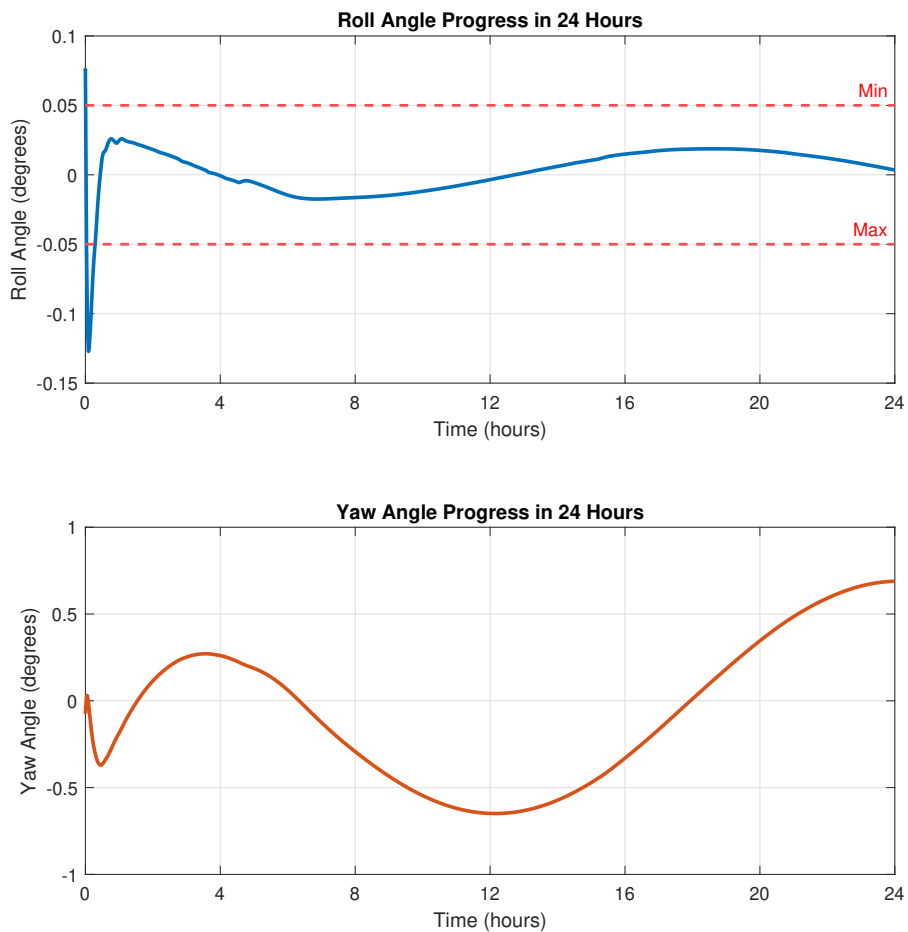 Roll Angle Progress in 24 Hours
0.1
0.05
0
-0.05
-0.1
-0.15
Roll Angle (degrees)
Min
Max
0 4 8 12 16 20 24
Time (hours)
Yaw Angle Progress in 24 Hours
1
0.5
0
-0.5
-1
Yaw Angle (degrees)
0 4 8 12 16 20 24
Time (hours)